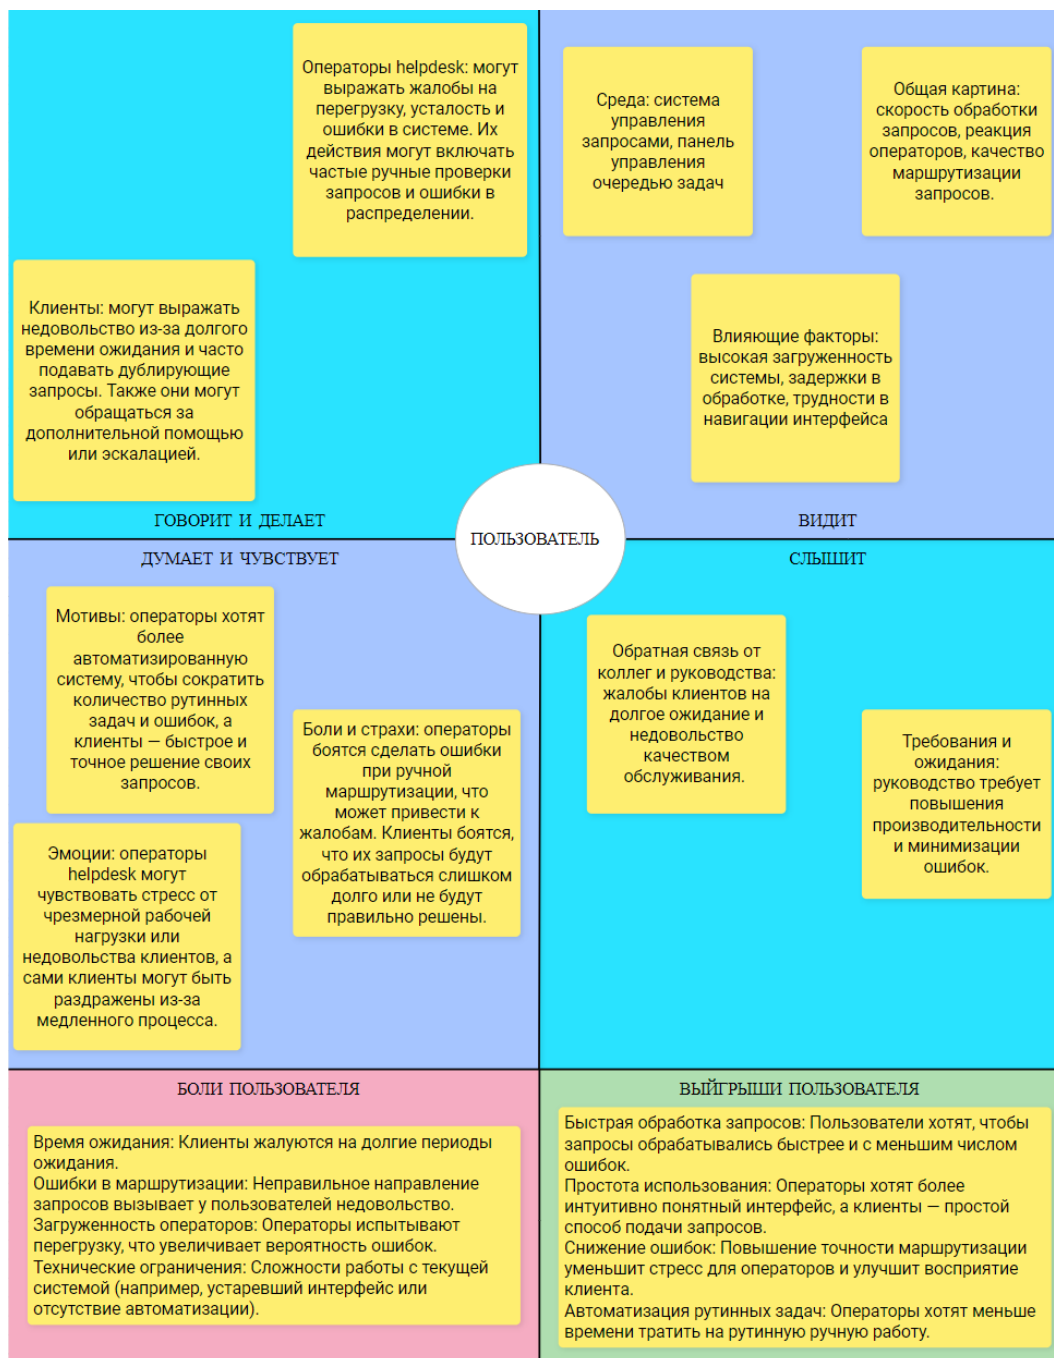 Операторы helpdesk: могут
выражать жалобы на
перегрузку, усталость и
ошибки в системе. Их
действия могут включать
частые ручные проверки
запросов и ошибки в
распределении.
Клиенты: могут выражать
недовольство из-за долгого
времени ожидания и часто
подавать дублирующие
запросы. Также они могут
обращаться за
дополнительной помощью
или эскалацией.
ГОВОРИТ И ДЕЛАЕТ
Среда: система
управления
запросами, панель
управления
очередью задач
Общая картина:
скорость обработки
запросов, реакция
операторов, качество
маршрутизации
запросов.
Влияющие факторы:
высокая загруженность
системы, задержки в
обработке, трудности в
навигации интерфейса
ВИДИТ
ПОЛЬЗОВАТЕЛЬ
ДУМАЕТ И ЧУВСТВУЕТ
Мотивы: операторы хотят
более
автоматизированную
систему, чтобы сократить
количество рутинных
задач и ошибок, а
клиенты — быстрое и
точное решение своих
запросов.
Боли и страхи: операторы
боятся сделать ошибки
при ручной
маршрутизации, что
может привести к
жалобам. Клиенты боятся,
что их запросы будут
обрабатываться слишком
долго или не будут
правильно решены.
Эмоции: операторы
helpdesk могут
чувствовать стресс от
чрезмерной рабочей
нагрузки или
недовольства клиентов, а
сами клиенты могут быть
раздражены из-за
медленного процесса.
СЛЫШИТ
Обратная связь от
коллег и руководства:
жалобы клиентов на
долгое ожидание и
недовольство
качеством
обслуживания.
Требования и
ожидания:
руководство требует
повышения
производительности
и минимизации
ошибок.
БОЛИ ПОЛЬЗОВАТЕЛЯ
Время ожидания: Клиенты жалуются на долгие периоды
ожидания.
Ошибки в маршрутизации: Неправильное направление
запросов вызывает у пользователей недовольство.
Загруженность операторов: Операторы испытывают
перегрузку, что увеличивает вероятность ошибок.
Технические ограничения: Сложности работы с текущей
системой (например, устаревший интерфейс или
отсутствие автоматизации).
ВЫЙГРЫШИ ПОЛЬЗОВАТЕЛЯ
Быстрая обработка запросов: Пользователи хотят, чтобы
запросы обрабатывались быстрее и с меньшим числом
ошибок.
Простота использования: Операторы хотят более
интуитивно понятный интерфейс, а клиенты — простой
способ подачи запросов.
Снижение ошибок: Повышение точности маршрутизации
уменьшит стресс для операторов и улучшит восприятие
клиента.
Автоматизация рутинных задач: Операторы хотят меньше
времени тратить на рутинную ручную работу.